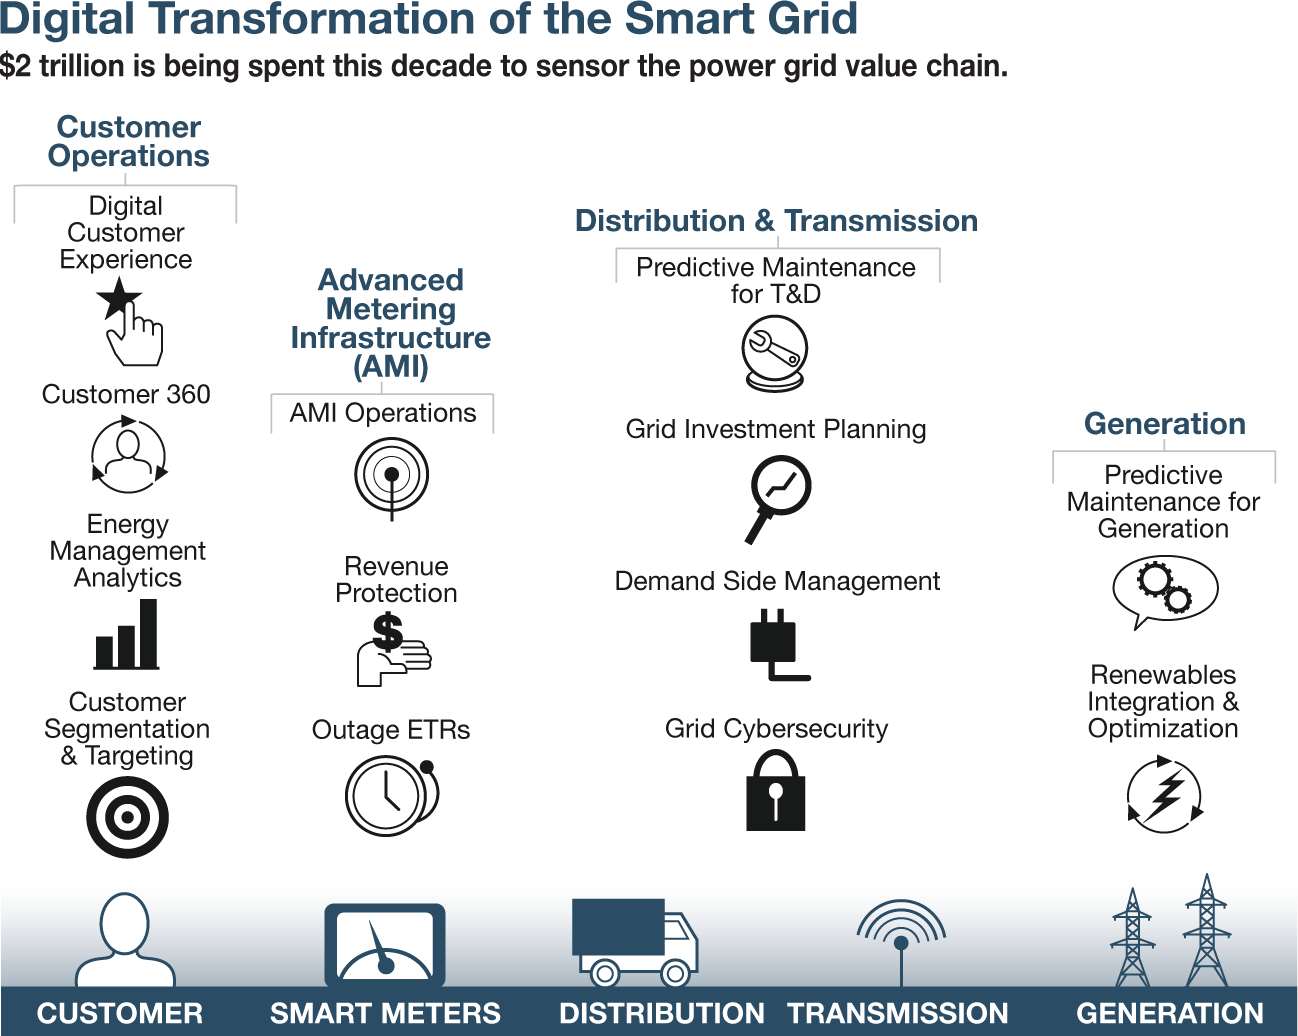 Digital Transformation of the Smart Grid
$2 trillion is being spent this decade to sensor the power grid value chain.
Customer
Operations
Digital
Customer
Experience
Customer 360
Energy
Management
Analytics
Customer
Segmentation
& Targeting
Advanced
Metering
Infrastructure
(AMI)
AMI Operations
Revenue
Protection
$
Outage ETRs
Distribution & Transmission
Predictive Maintenance
for T&D
Grid Investment Planning
Demand Side Management
Grid Cybersecurity
Generation
Predictive
Maintenance for
Generation
Renewables
Integration &
Optimization
CUSTOMER
SMART METERS
DISTRIBUTION
TRANSMISSION
GENERATION